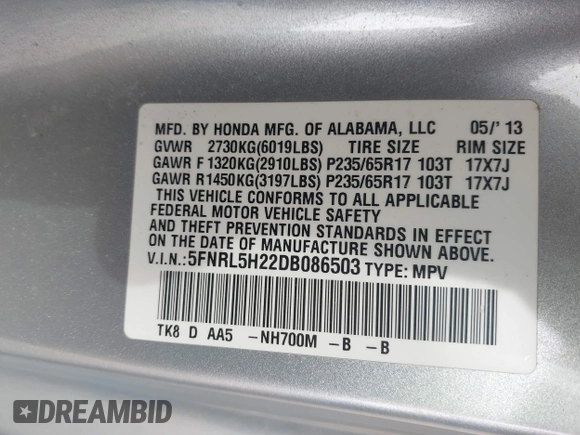 MFD. BY HONDA MFG. OF ALABAMA, LLC 05/'13
GVWR 2730KG(6019LBS) TIRE SIZE RIM SIZE
GAWR F 1320KG(2910LBS) P235/65R17 103T 17X7J
GAWR R1450KG(3197LBS) P235/65R17 103T 17X7J
THIS VEHICLE CONFORMS TO ALL APPLICABLE
FEDERAL MOTOR VEHICLE SAFETY
AND THEFT PREVENTION STANDARDS IN EFFECT
ON THE DATE OF MANUFACTURE SHOWN ABOVE.
V.I.N.:5FNRL5H22DB086503 TYPE: MPV
TK8 D AA5 -NH700M -B -B
DREAMBID